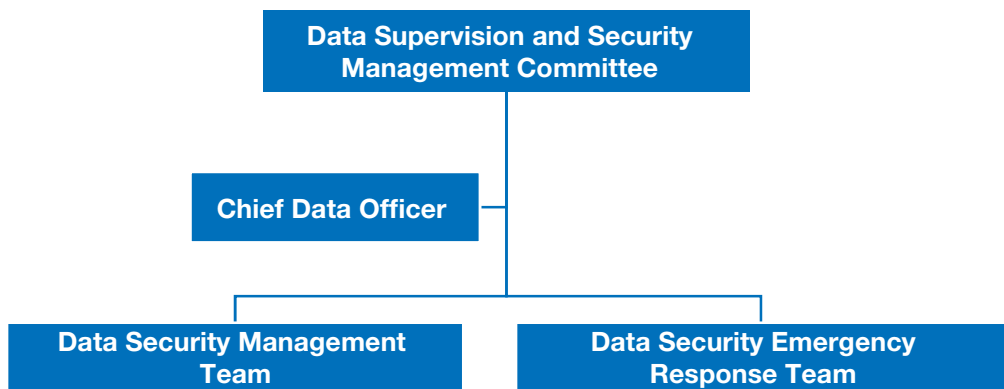 Data Supervision and Security
Management Committee
Chief Data Officer
Data Security Management
Team
Data Security Emergency
Response Team